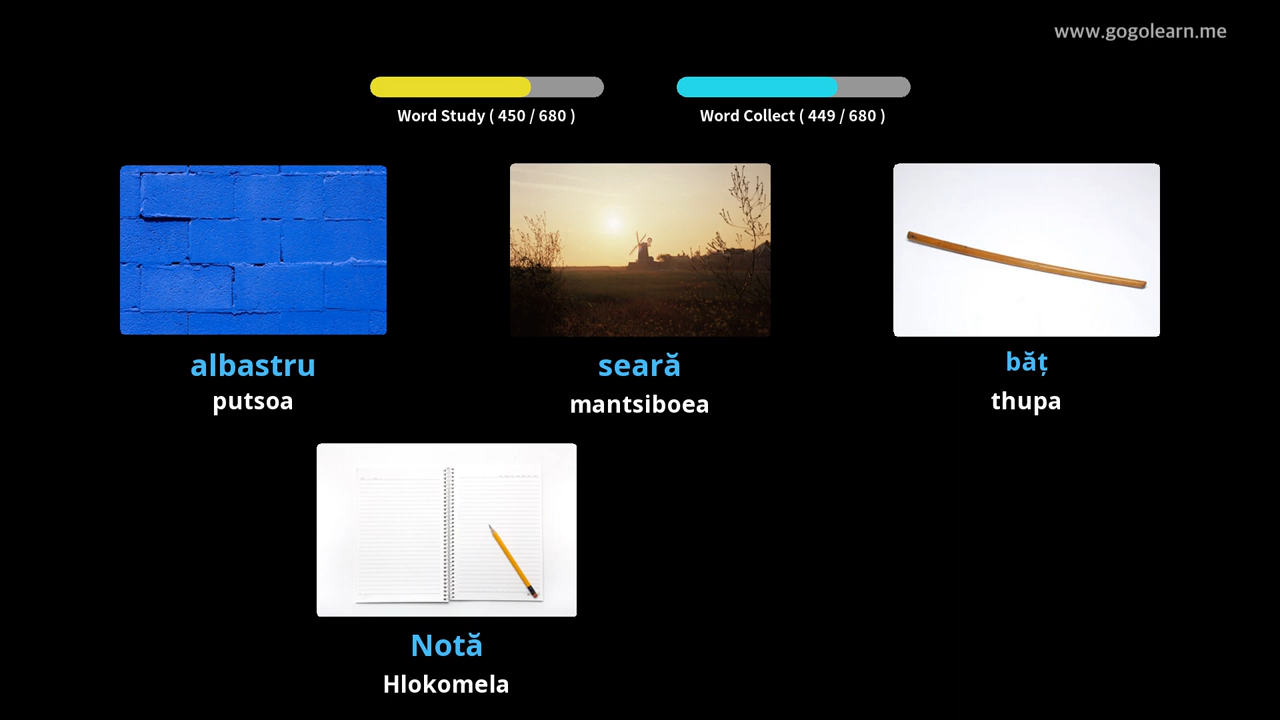 www.gogolearn.me
Word Study ( 450 / 680 )
Word Collect ( 449 / 680 )
albastru
putsoa
seară
mantsiboea
băț
thupa
Notă
Hlokomela